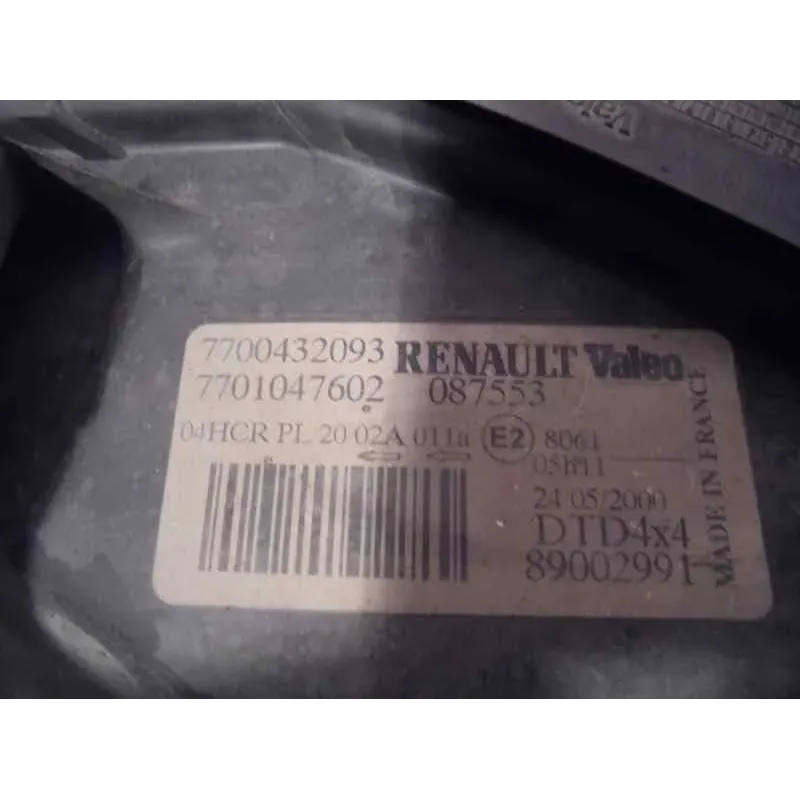 Valeo
7700432093 RENAULT Valeo
7701047602 087553
04HCR PL 20 02A 011a E2 8061
24 05/2000
DTD4x4
89002991
MADE IN FRANCE